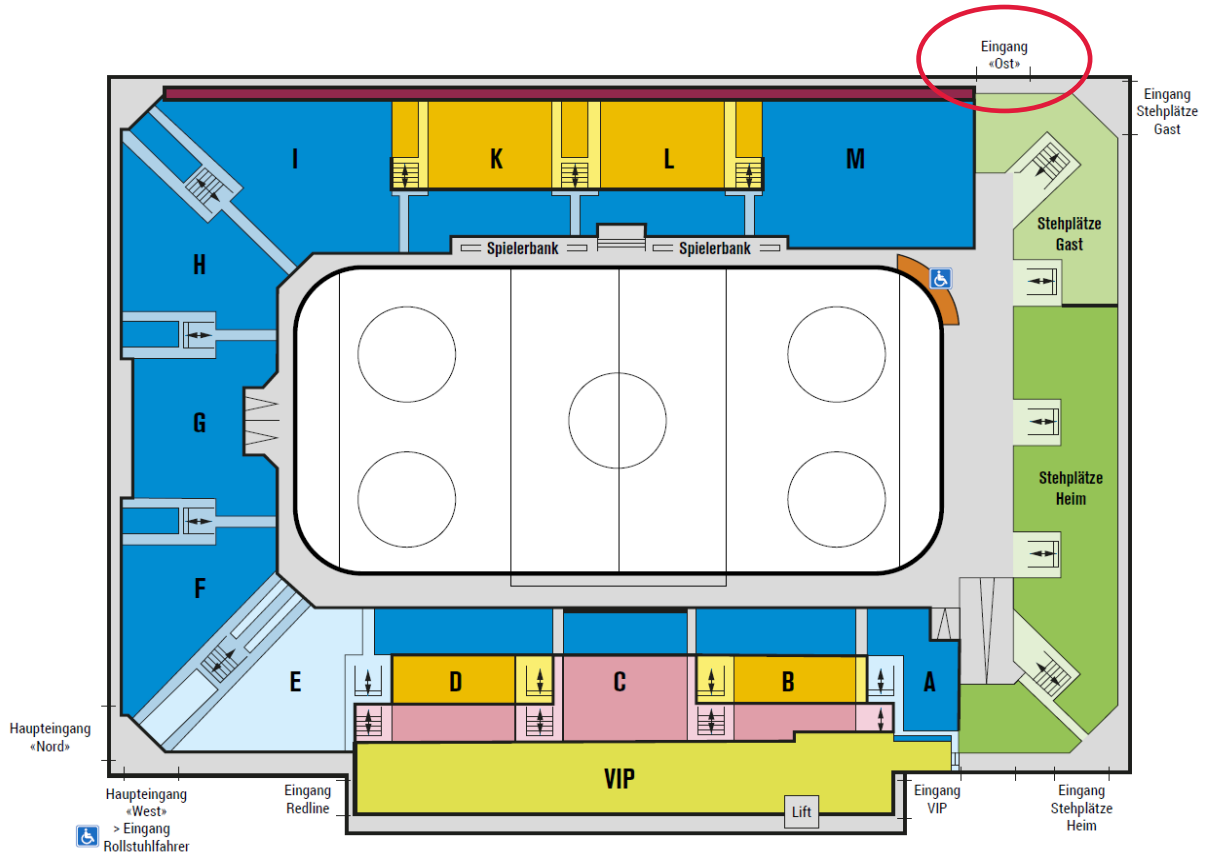 Eingang
«Ost»
Eingang
Stehplätze
Gast
I
K
L
M
Stehplätze
Gast
Spielerbank
Spielerbank
H
G
Stehplätze
Heim
F
E
D
C
B
A
Haupteingang
«Nord»
VIP
Lift
Haupteingang
«West»
> Eingang
Rollstuhlfahrer
Eingang
Redline
Eingang
VIP
Eingang
Stehplätze
Heim